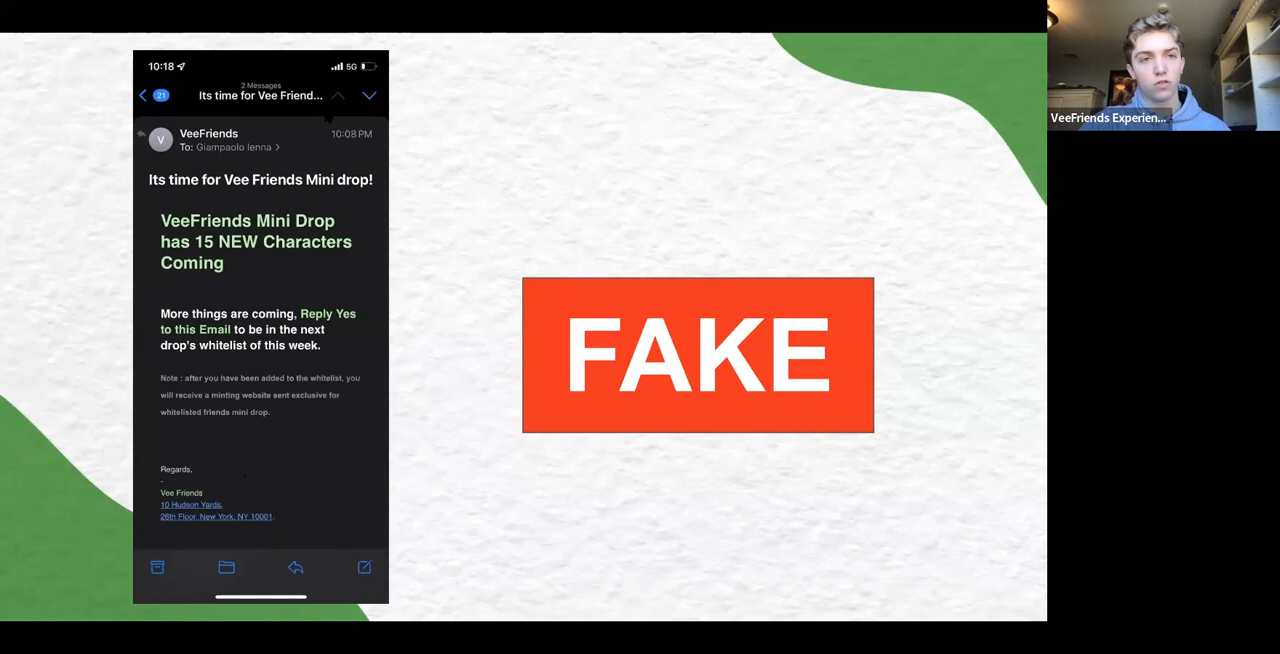 10:18
5G
2 Messages
21
Its time for Vee Friend...
V
VeeFriends
10:08 PM
To: Giampaolo Ienna >
Its time for Vee Friends Mini drop!
VeeFriends Mini Drop
has 15 NEW Characters
Coming
More things are coming, Reply Yes
to this Email to be in the next
drop's whitelist of this week.
Note : after you have been added to the whitelist, you
will receive a minting website sent exclusive for
whitelisted friends mini drop.
Regards,
-
Vee Friends
10 Hudson Yards,
26th Floor, New York, NY 10001.
FAKE
VeeFriends Experien...